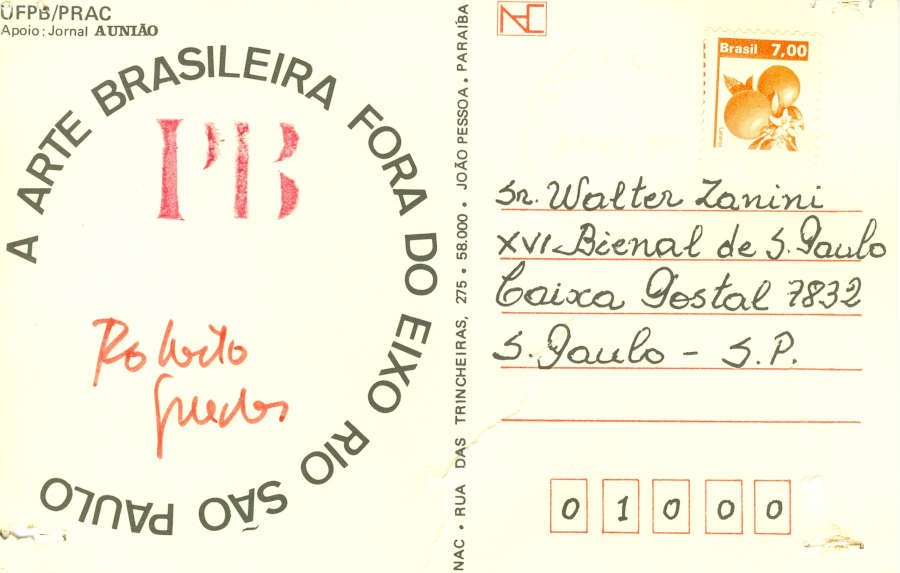 UFPB/PRAC
Apoio: Jornal A UNIÃO
A ARTE BRASILEIRA FORA DO EIXO RIO SÃO PAULO
PB
Roberto
Guedes
NAC • RUA DAS TRINCHEIRAS, 275 • 58.000 • JOÃO PESSOA • PARAÍBA
NAC
Brasil 7,00
Sr. Walter Zanini
XVI-Bienal de S. Paulo
Caixa Postal 7832
S. Paulo - S.P.
0 1 0 0 0